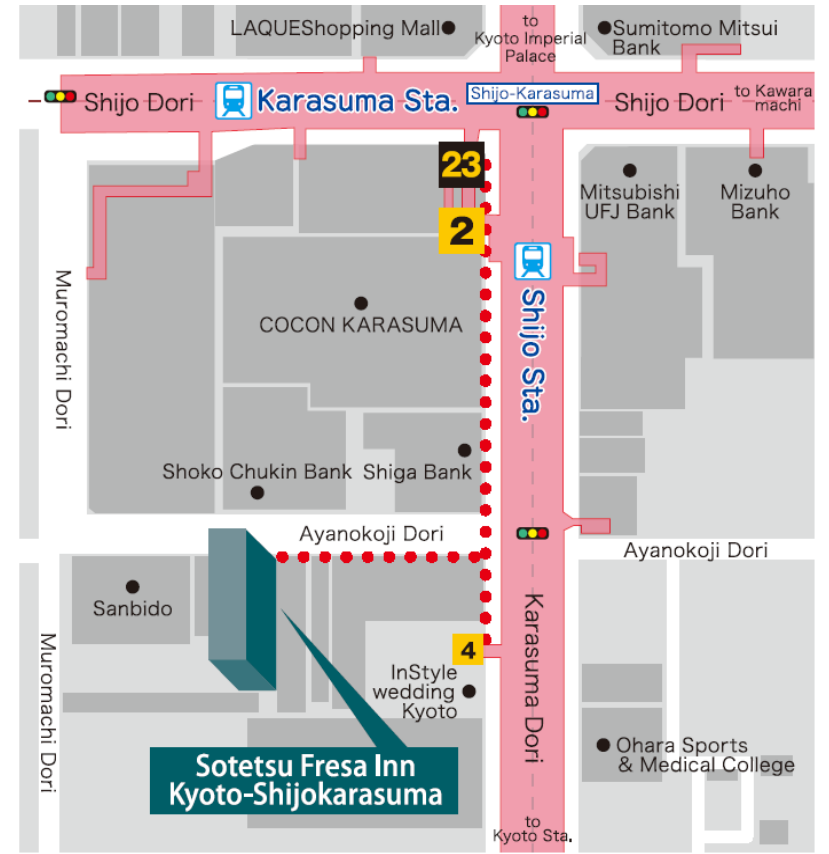 LAQUEShopping Mall
to
Kyoto Imperial
Palace
Sumitomo Mitsui
Bank
Shijo Dori
Karasuma Sta.
Shijo-Karasuma
Shijo Dori
to Kawara
machi
23
2
Mitsubishi
UFJ Bank
Mizuho
Bank
Muromachi Dori
COCON KARASUMA
Shijo Sta.
Shoko Chukin Bank
Shiga Bank
Ayanokoji Dori
Ayanokoji Dori
Sanbido
Muromachi Dori
4
InStyle
wedding
Kyoto
Karasuma Dori
Ohara Sports
& Medical College
Sotetsu Fresa Inn
Kyoto-Shijokarasuma
to
Kyoto Sta.